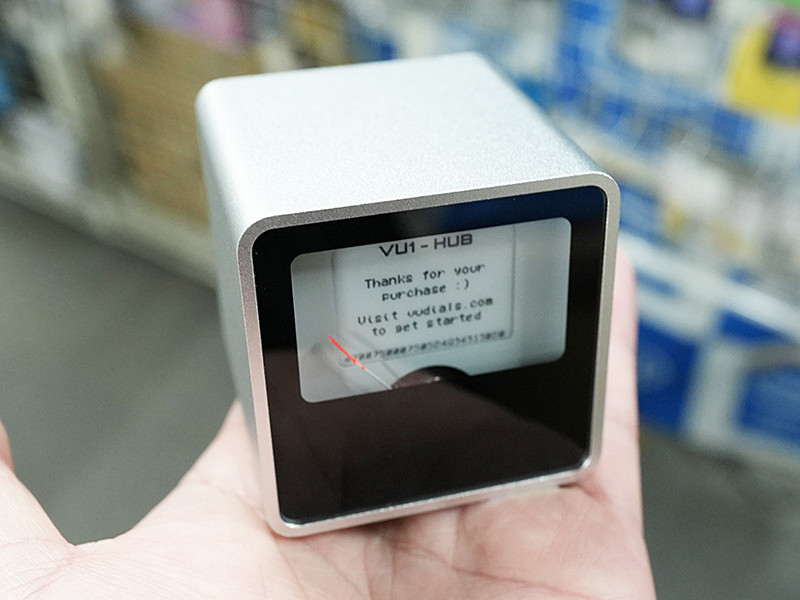 VU1 - HUB
Thanks for your
purchase :)
Visit vudials.com
to get started